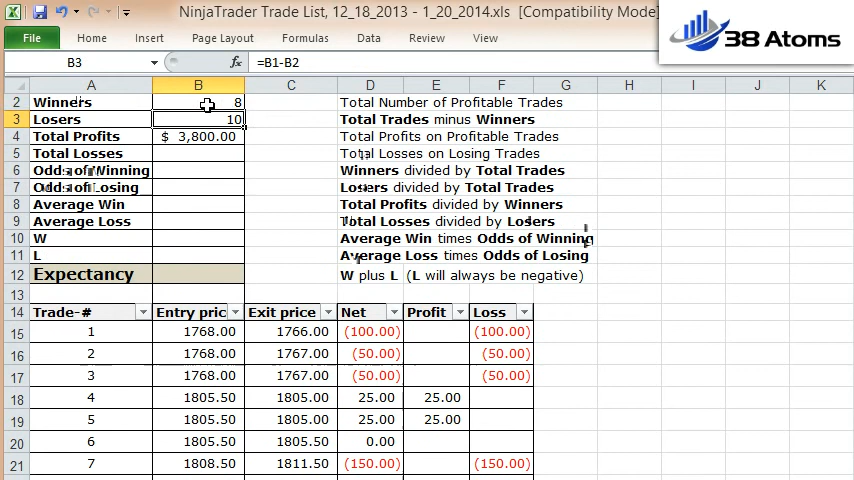 NinjaTrader Trade List, 12_18_2013 - 1_20_2014.xls [Compatibility Mode]
38 Atoms
File Home Insert Page Layout Formulas Data Review View
B3 fx =B1-B2
A B C D E F G H I J K
2 Winners 8 Total Number of Profitable Trades
3 Losers 10 Total Trades minus Winners
4 Total Profits $ 3,800.00 Total Profits on Profitable Trades
5 Total Losses Total Losses on Losing Trades
6 Odds of Winning Winners divided by Total Trades
7 Odds of Losing Losers divided by Total Trades
8 Average Win Total Profits divided by Winners
9 Average Loss Total Losses divided by Losers
10 W Average Win times Odds of Winning
11 L Average Loss times Odds of Losing
12 Expectancy W plus L (L will always be negative)
13
14 Trade-# Entry pric Exit price Net Profit Loss
15 1 1768.00 1766.00 (100.00) (100.00)
16 2 1768.00 1767.00 (50.00) (50.00)
17 3 1768.00 1767.00 (50.00) (50.00)
18 4 1805.50 1805.00 25.00 25.00
19 5 1805.50 1805.00 25.00 25.00
20 6 1805.50 1805.50 0.00
21 7 1808.50 1811.50 (150.00) (150.00)